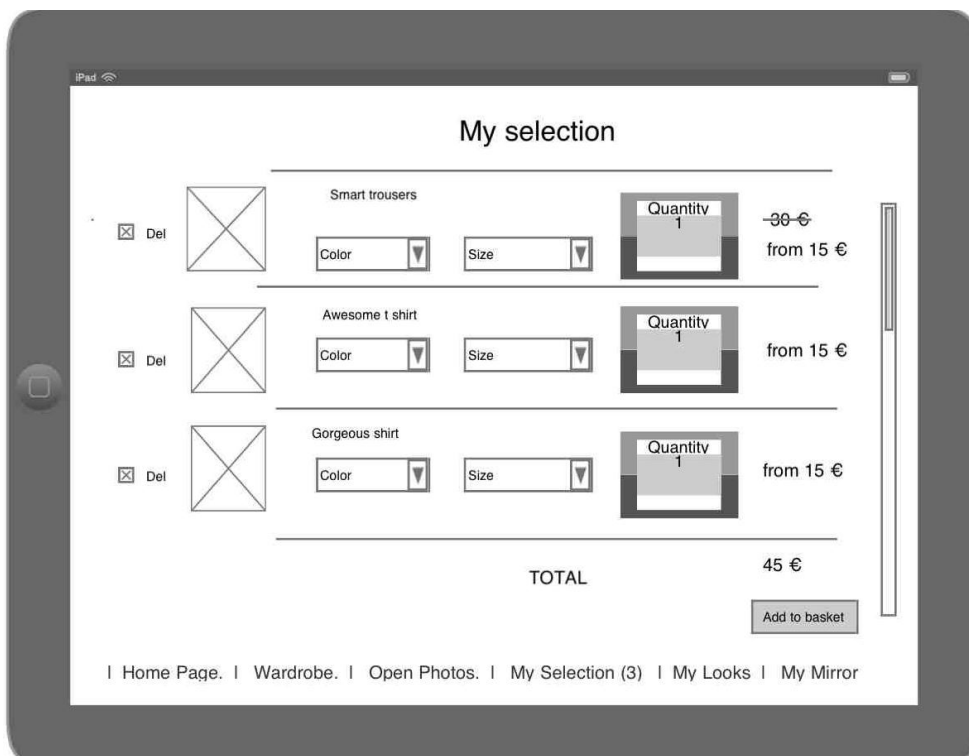 iPad
My selection
Smart trousers
Del
Color
Size
Quantity
1
30 €
from 15 €
Awesome t shirt
Del
Color
Size
Quantity
1
from 15 €
Gorgeous shirt
Del
Color
Size
Quantity
1
from 15 €
TOTAL
45 €
Add to basket
| Home Page. | Wardrobe. | Open Photos. | My Selection (3) | My Looks | My Mirror